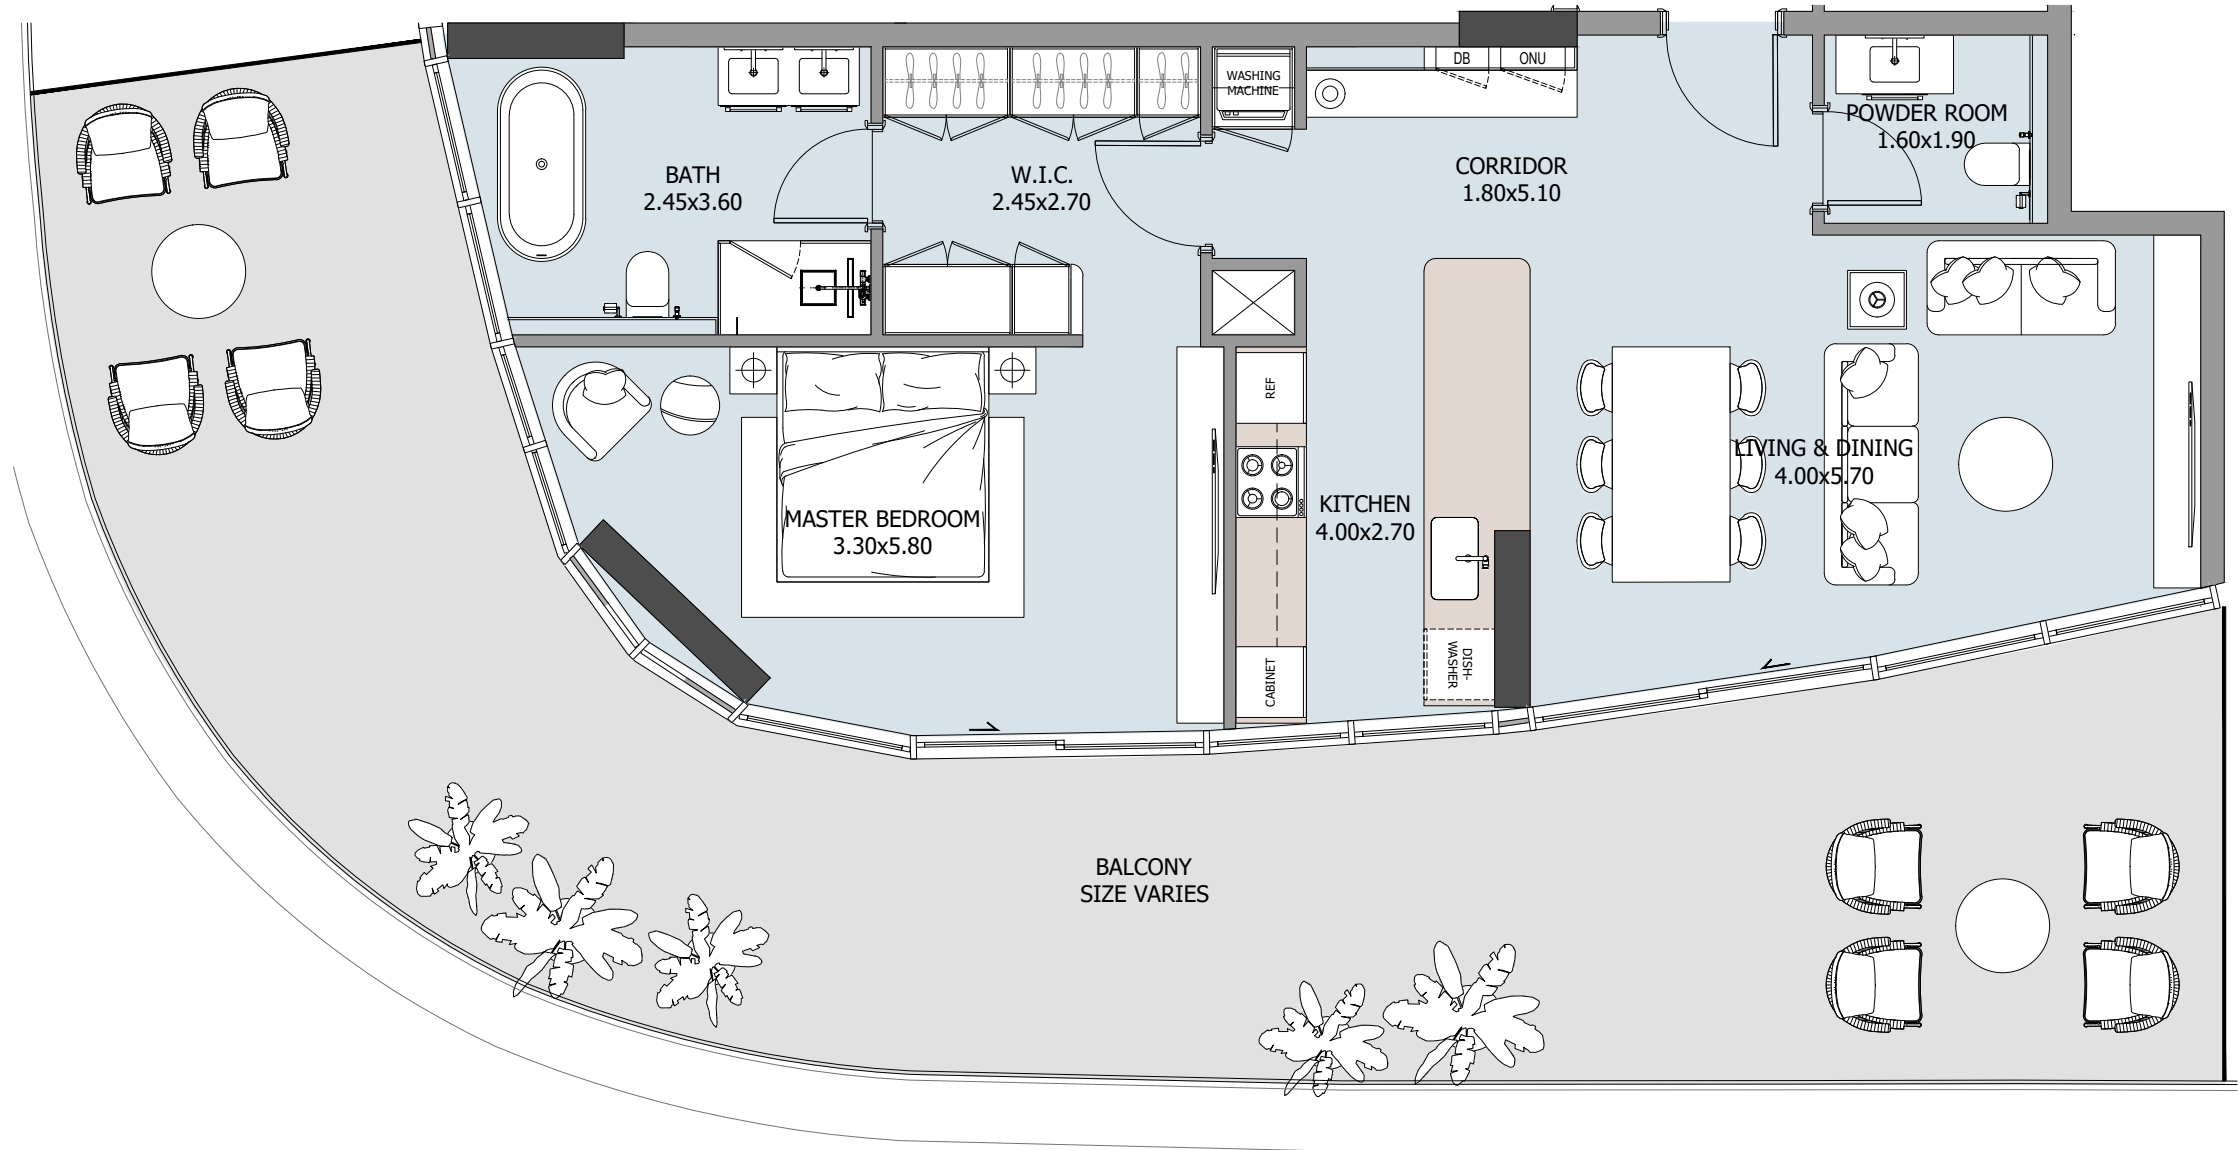 DB
ONU
WASHING
MACHINE
POWDER ROOM
1.60x1.90
BATH
2.45x3.60
W.I.C.
2.45x2.70
CORRIDOR
1.80x5.10
REF
LIVING & DINING
4.00x5.70
MASTER BEDROOM
3.30x5.80
KITCHEN
4.00x2.70
CABINET
DISH-
WASHER
BALCONY
SIZE VARIES